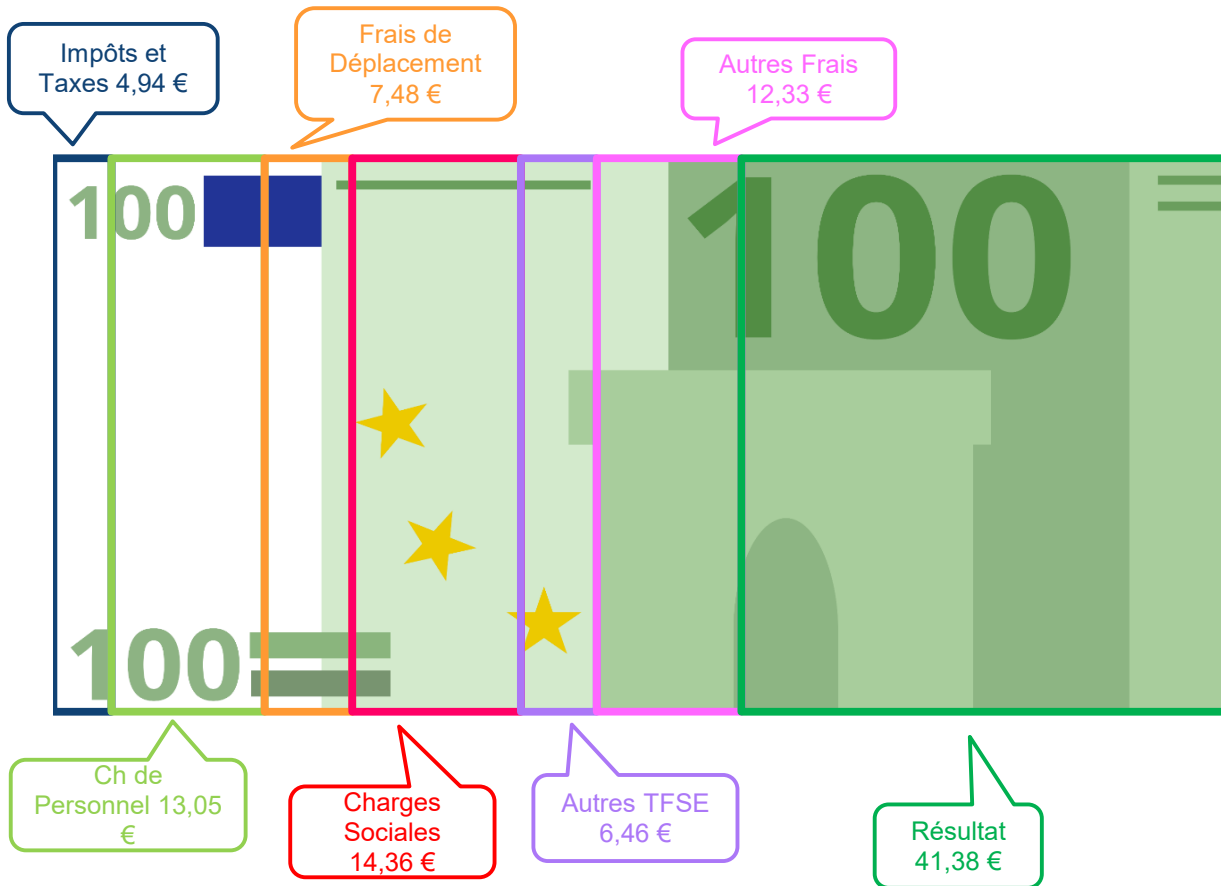 Impôts et
Taxes 4,94 €
Frais de
Déplacement
7,48 €
Autres Frais
12,33 €
100
100
100
Ch de
Personnel 13,05
€
Charges
Sociales
14,36 €
Autres TFSE
6,46 €
Résultat
41,38 €